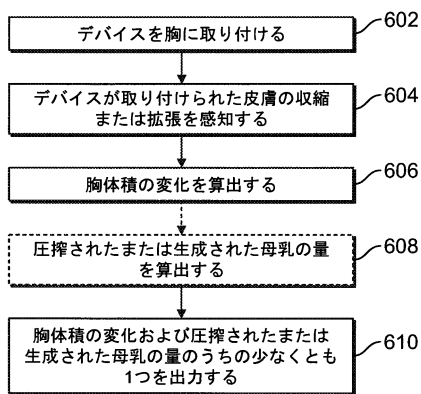 デバイスを胸に取り付ける
602
デバイスが取り付けられた皮膚の収縮
または拡張を感知する
604
胸体積の変化を算出する
606
圧搾されたまたは生成された母乳の量
を算出する
608
胸体積の変化および圧搾されたまたは
生成された母乳の量のうちの少なくとも
1つを出力する
610